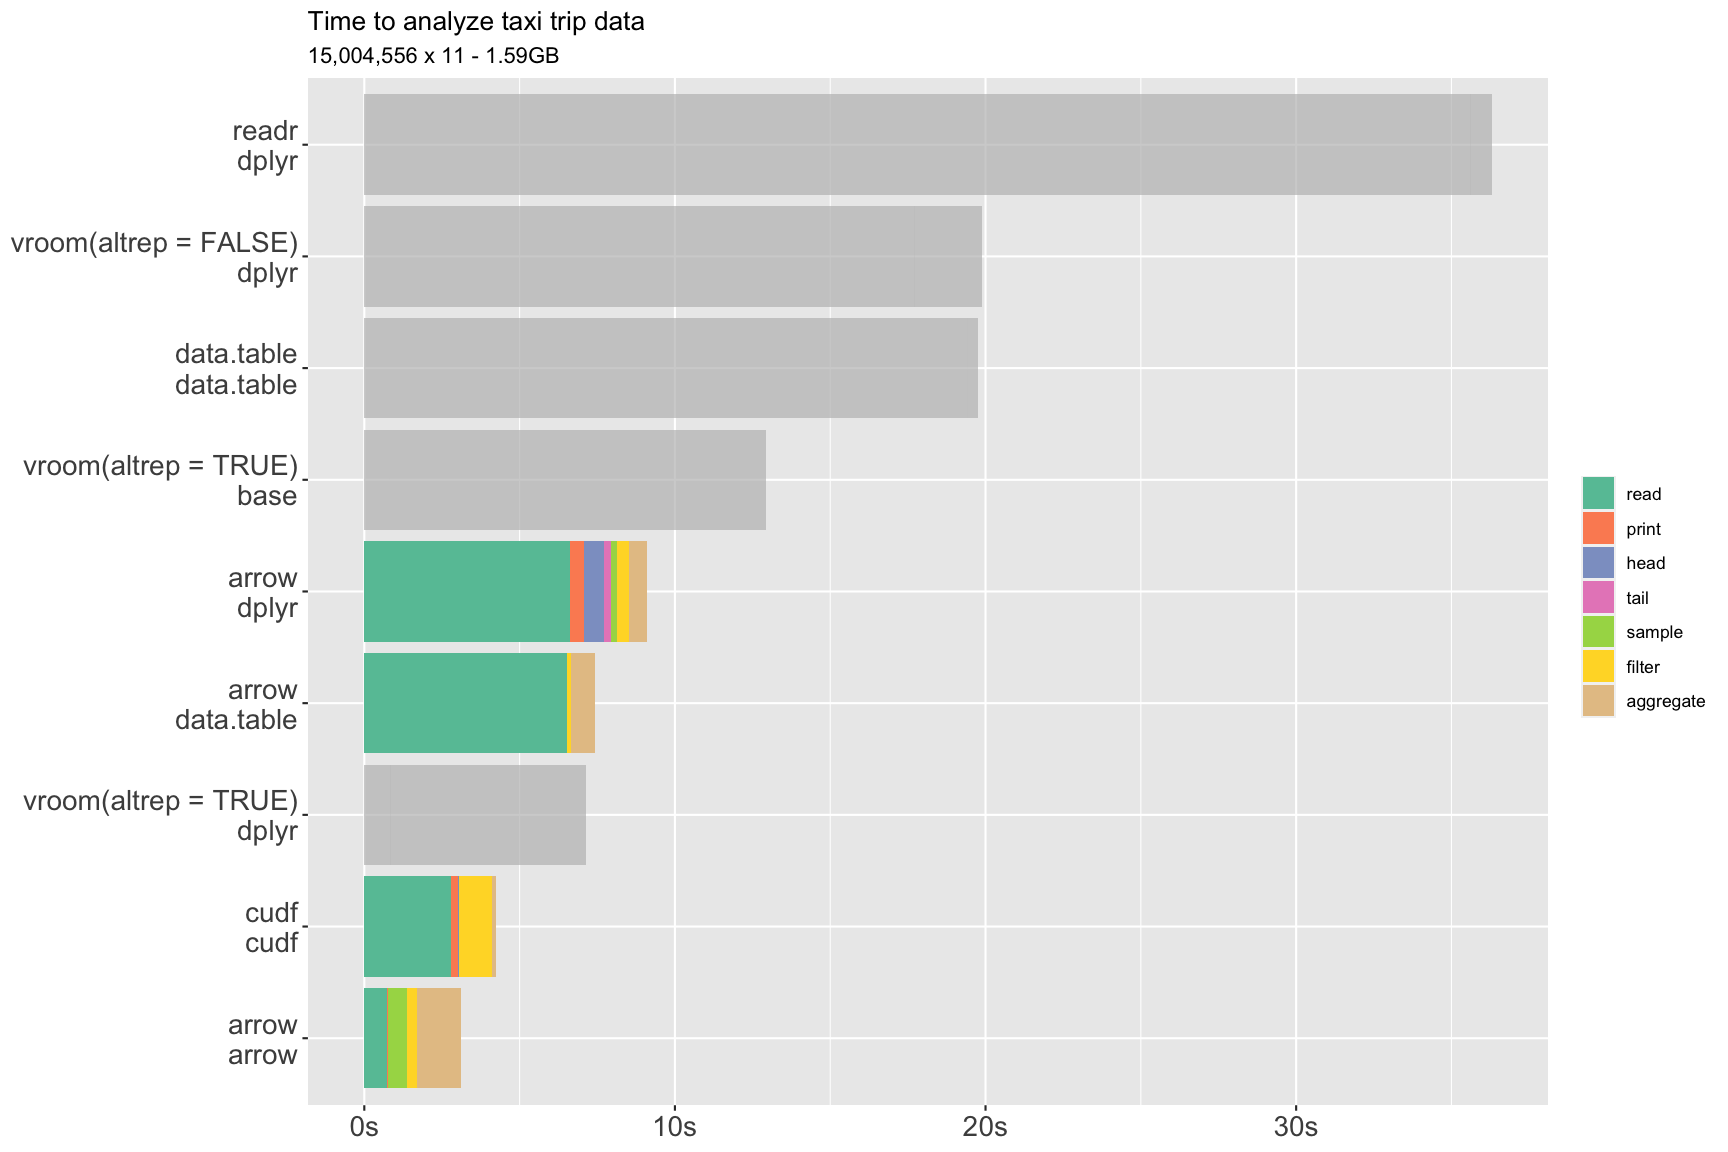 Time to analyze taxi trip data
15,004,556 x 11 - 1.59GB
readr
dplyr
vroom(altrep = FALSE)
dplyr
data.table
data.table
vroom(altrep = TRUE)
base
arrow
dplyr
arrow
data.table
vroom(altrep = TRUE)
dplyr
cudf
cudf
arrow
arrow
0s
10s
20s
30s
read
print
head
tail
sample
filter
aggregate